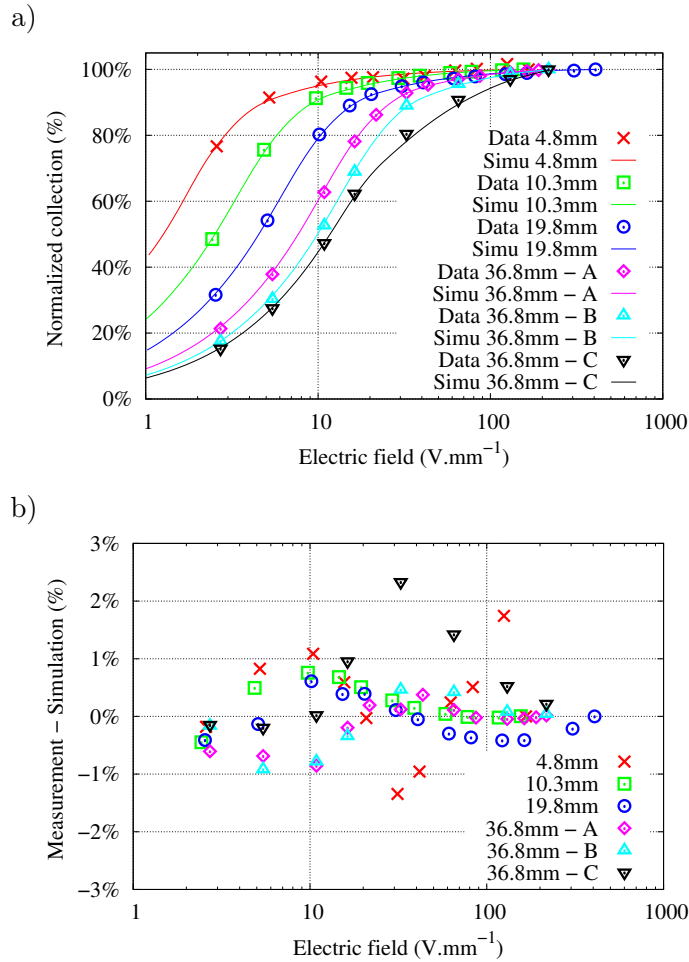 a)
Normalized collection (%)
100%
80%
60%
40%
20%
0%
Data 4.8mm
Simu 4.8mm
Data 10.3mm
Simu 10.3mm
Data 19.8mm
Simu 19.8mm
Data 36.8mm − A
Simu 36.8mm − A
Data 36.8mm − B
Simu 36.8mm − B
Data 36.8mm − C
Simu 36.8mm − C
1 10 100 1000
Electric field (V.mm⁻¹)
b)
Measurement − Simulation (%)
3%
2%
1%
0%
−1%
−2%
−3%
4.8mm
10.3mm
19.8mm
36.8mm − A
36.8mm − B
36.8mm − C
1 10 100 1000
Electric field (V.mm⁻¹)